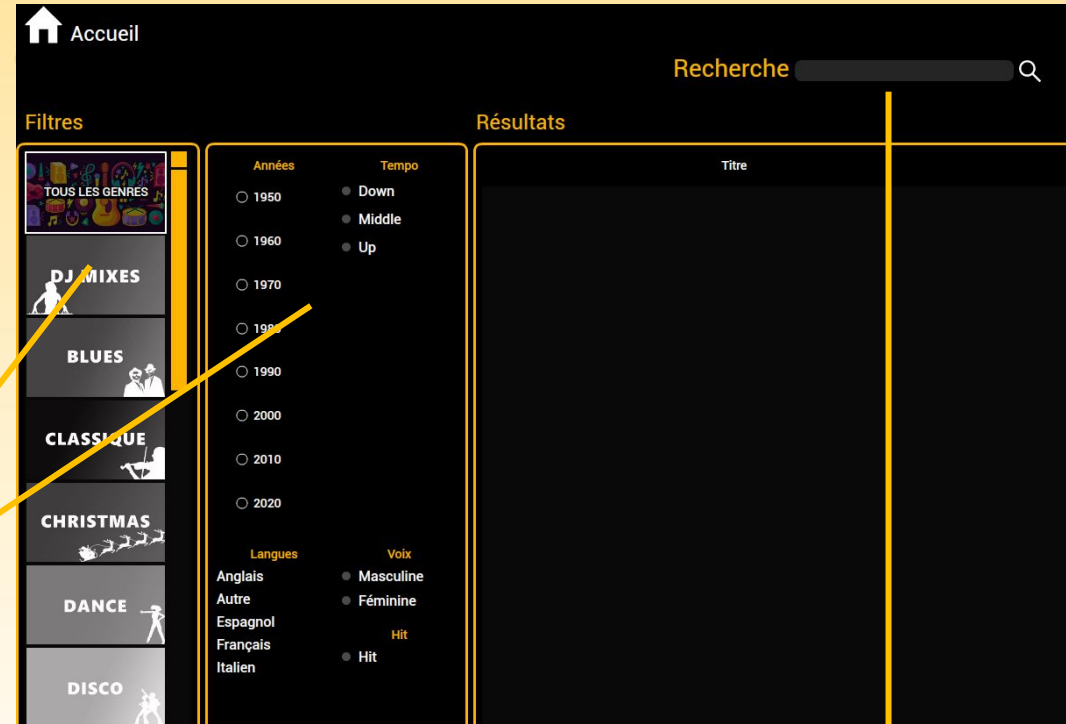 Accueil
Recherche
Filtres
Résultats
TOUS LES GENRES
DJ MIXES
BLUES
CLASSIQUE
CHRISTMAS
DANCE
DISCO
Années
1950
1960
1970
1980
1990
2000
2010
2020
Tempo
Down
Middle
Up
Langues
Anglais
Autre
Espagnol
Français
Italien
Voix
Masculine
Féminine
Hit
Hit
Titre